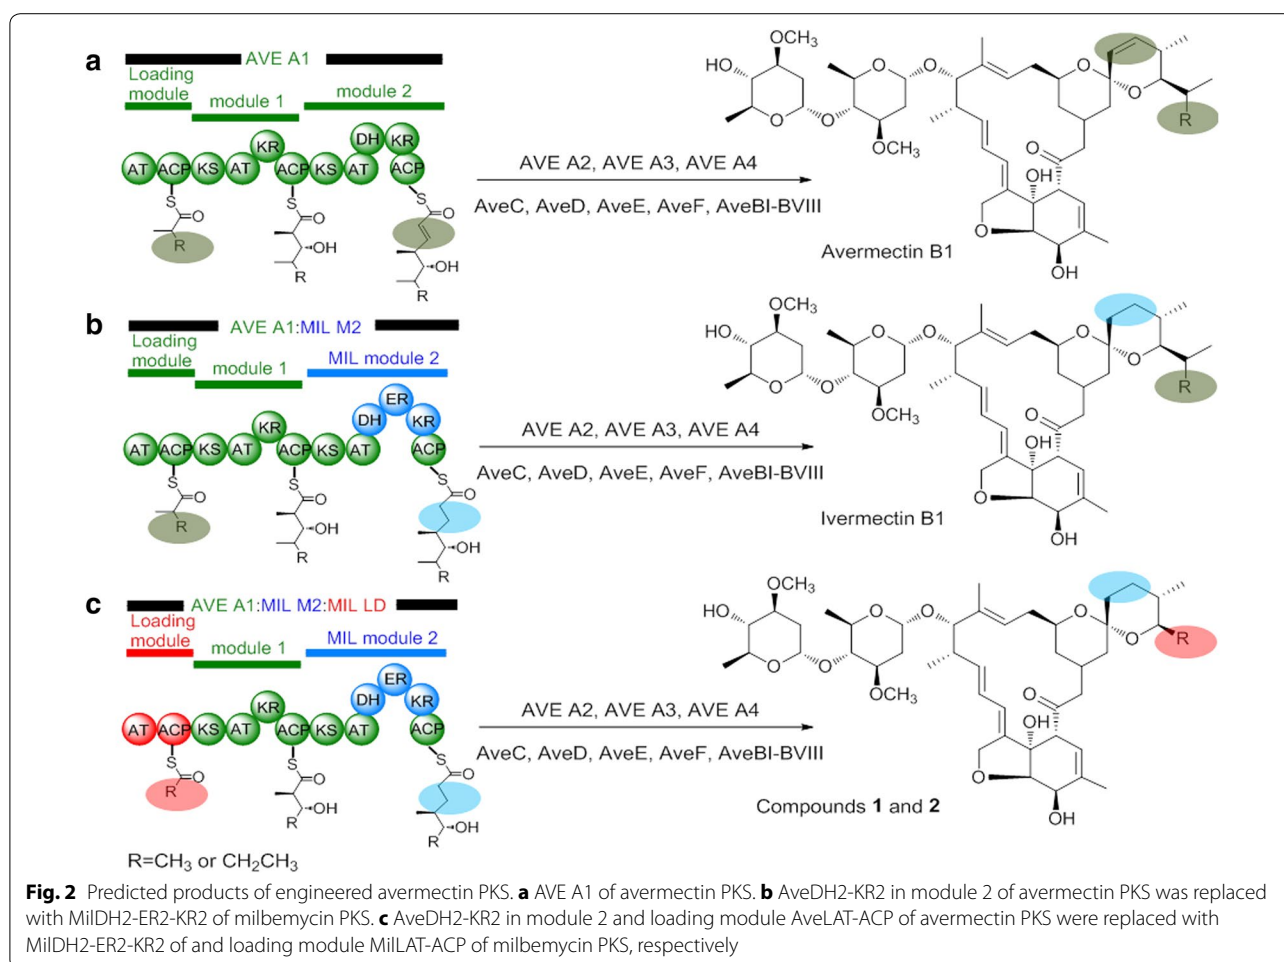 a
AVE A1
Loading
module
module 1
module 2
AT ACP KS AT KR ACP KS AT DH KR ACP
S
O
R
S
O
OH
R
S
O
OH
R
AVE A2, AVE A3, AVE A4
AveC, AveD, AveE, AveF, AveBI-BVIII
OCH3
HO
O
O
O
O
OCH3
O
O
R
O
OH
O
OH
Avermectin B1
b
AVE A1:MIL M2
Loading
module
module 1
MIL module 2
AT ACP KS AT KR ACP KS AT DH ER KR ACP
S
O
R
S
O
OH
R
S
O
OH
R
AVE A2, AVE A3, AVE A4
AveC, AveD, AveE, AveF, AveBI-BVIII
OCH3
HO
O
O
O
O
OCH3
O
O
R
O
OH
O
OH
Ivermectin B1
c
AVE A1:MIL M2:MIL LD
Loading
module
module 1
MIL module 2
AT ACP KS AT KR ACP KS AT DH ER KR ACP
S
O
R
S
O
OH
R
S
O
OH
R
R=CH3 or CH2CH3
AVE A2, AVE A3, AVE A4
AveC, AveD, AveE, AveF, AveBI-BVIII
OCH3
HO
O
O
O
O
OCH3
O
O
R
O
OH
O
OH
Compounds 1 and 2
Fig. 2 Predicted products of engineered avermectin PKS. a AVE A1 of avermectin PKS. b AveDH2-KR2 in module 2 of avermectin PKS was replaced
with MilDH2-ER2-KR2 of milbemycin PKS. c AveDH2-KR2 in module 2 and loading module AveLAT-ACP of avermectin PKS were replaced with
MilDH2-ER2-KR2 of and loading module MilLAT-ACP of milbemycin PKS, respectively